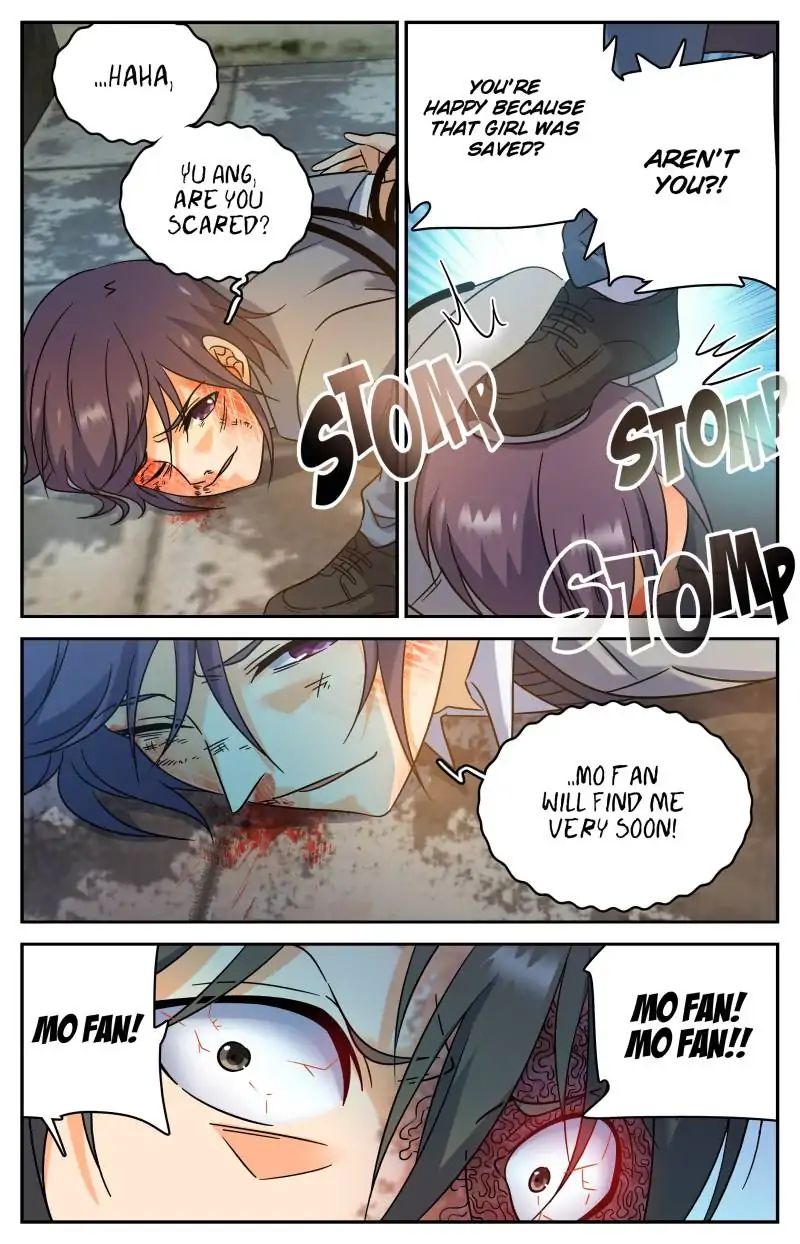 ...HAHA,
YU ANG,
ARE YOU
SCARED?
YOU'RE
HAPPY BECAUSE
THAT GIRL WAS
SAVED?
AREN'T
YOU?!
STOMP
STOMP
STOMP
...MO FAN
WILL FIND ME
VERY SOON!
MO FAN!
MO FAN!
MO FAN!!